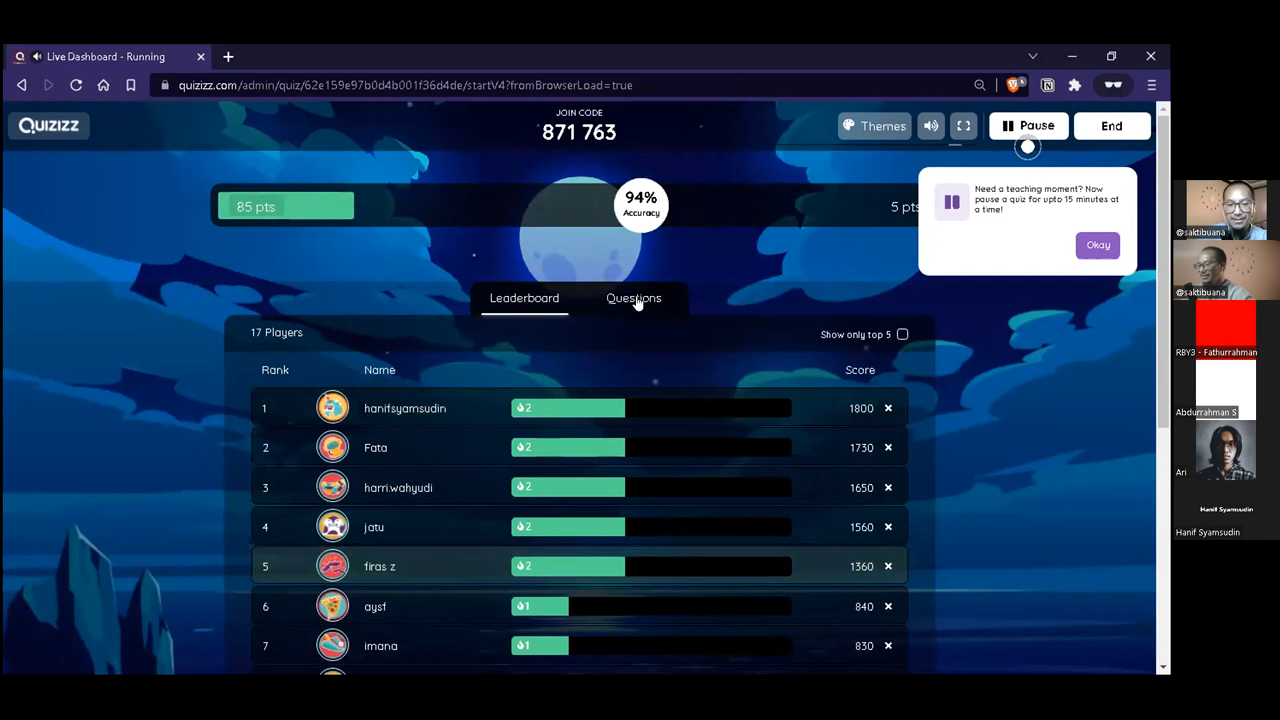 Live Dashboard - Running
quizizz.com/admin/quiz/62e159e97b0d4b001f36d4de/startV4?fromBrowserLoad=true
QUIZIZZ
JOIN CODE
871 763
Themes
Pause
End
85 pts
94%
Accuracy
5 pts
Need a teaching moment? Now
pause a quiz for upto 15 minutes at
a time!
Okay
Leaderboard
Questions
17 Players
Show only top 5
Rank
Name
Score
1 hanifsyamsudin 2 1800
2 Fata 2 1730
3 harri.wahyudi 2 1650
4 jatu 2 1560
5 firas z 2 1360
6 aysf 1 840
7 imana 1 830
@saktibuana
@saktibuana
RBY3 - Fathurrahman
Abdurrahman S
Ari
Hanif Syamsudin
Hanif Syamsudin